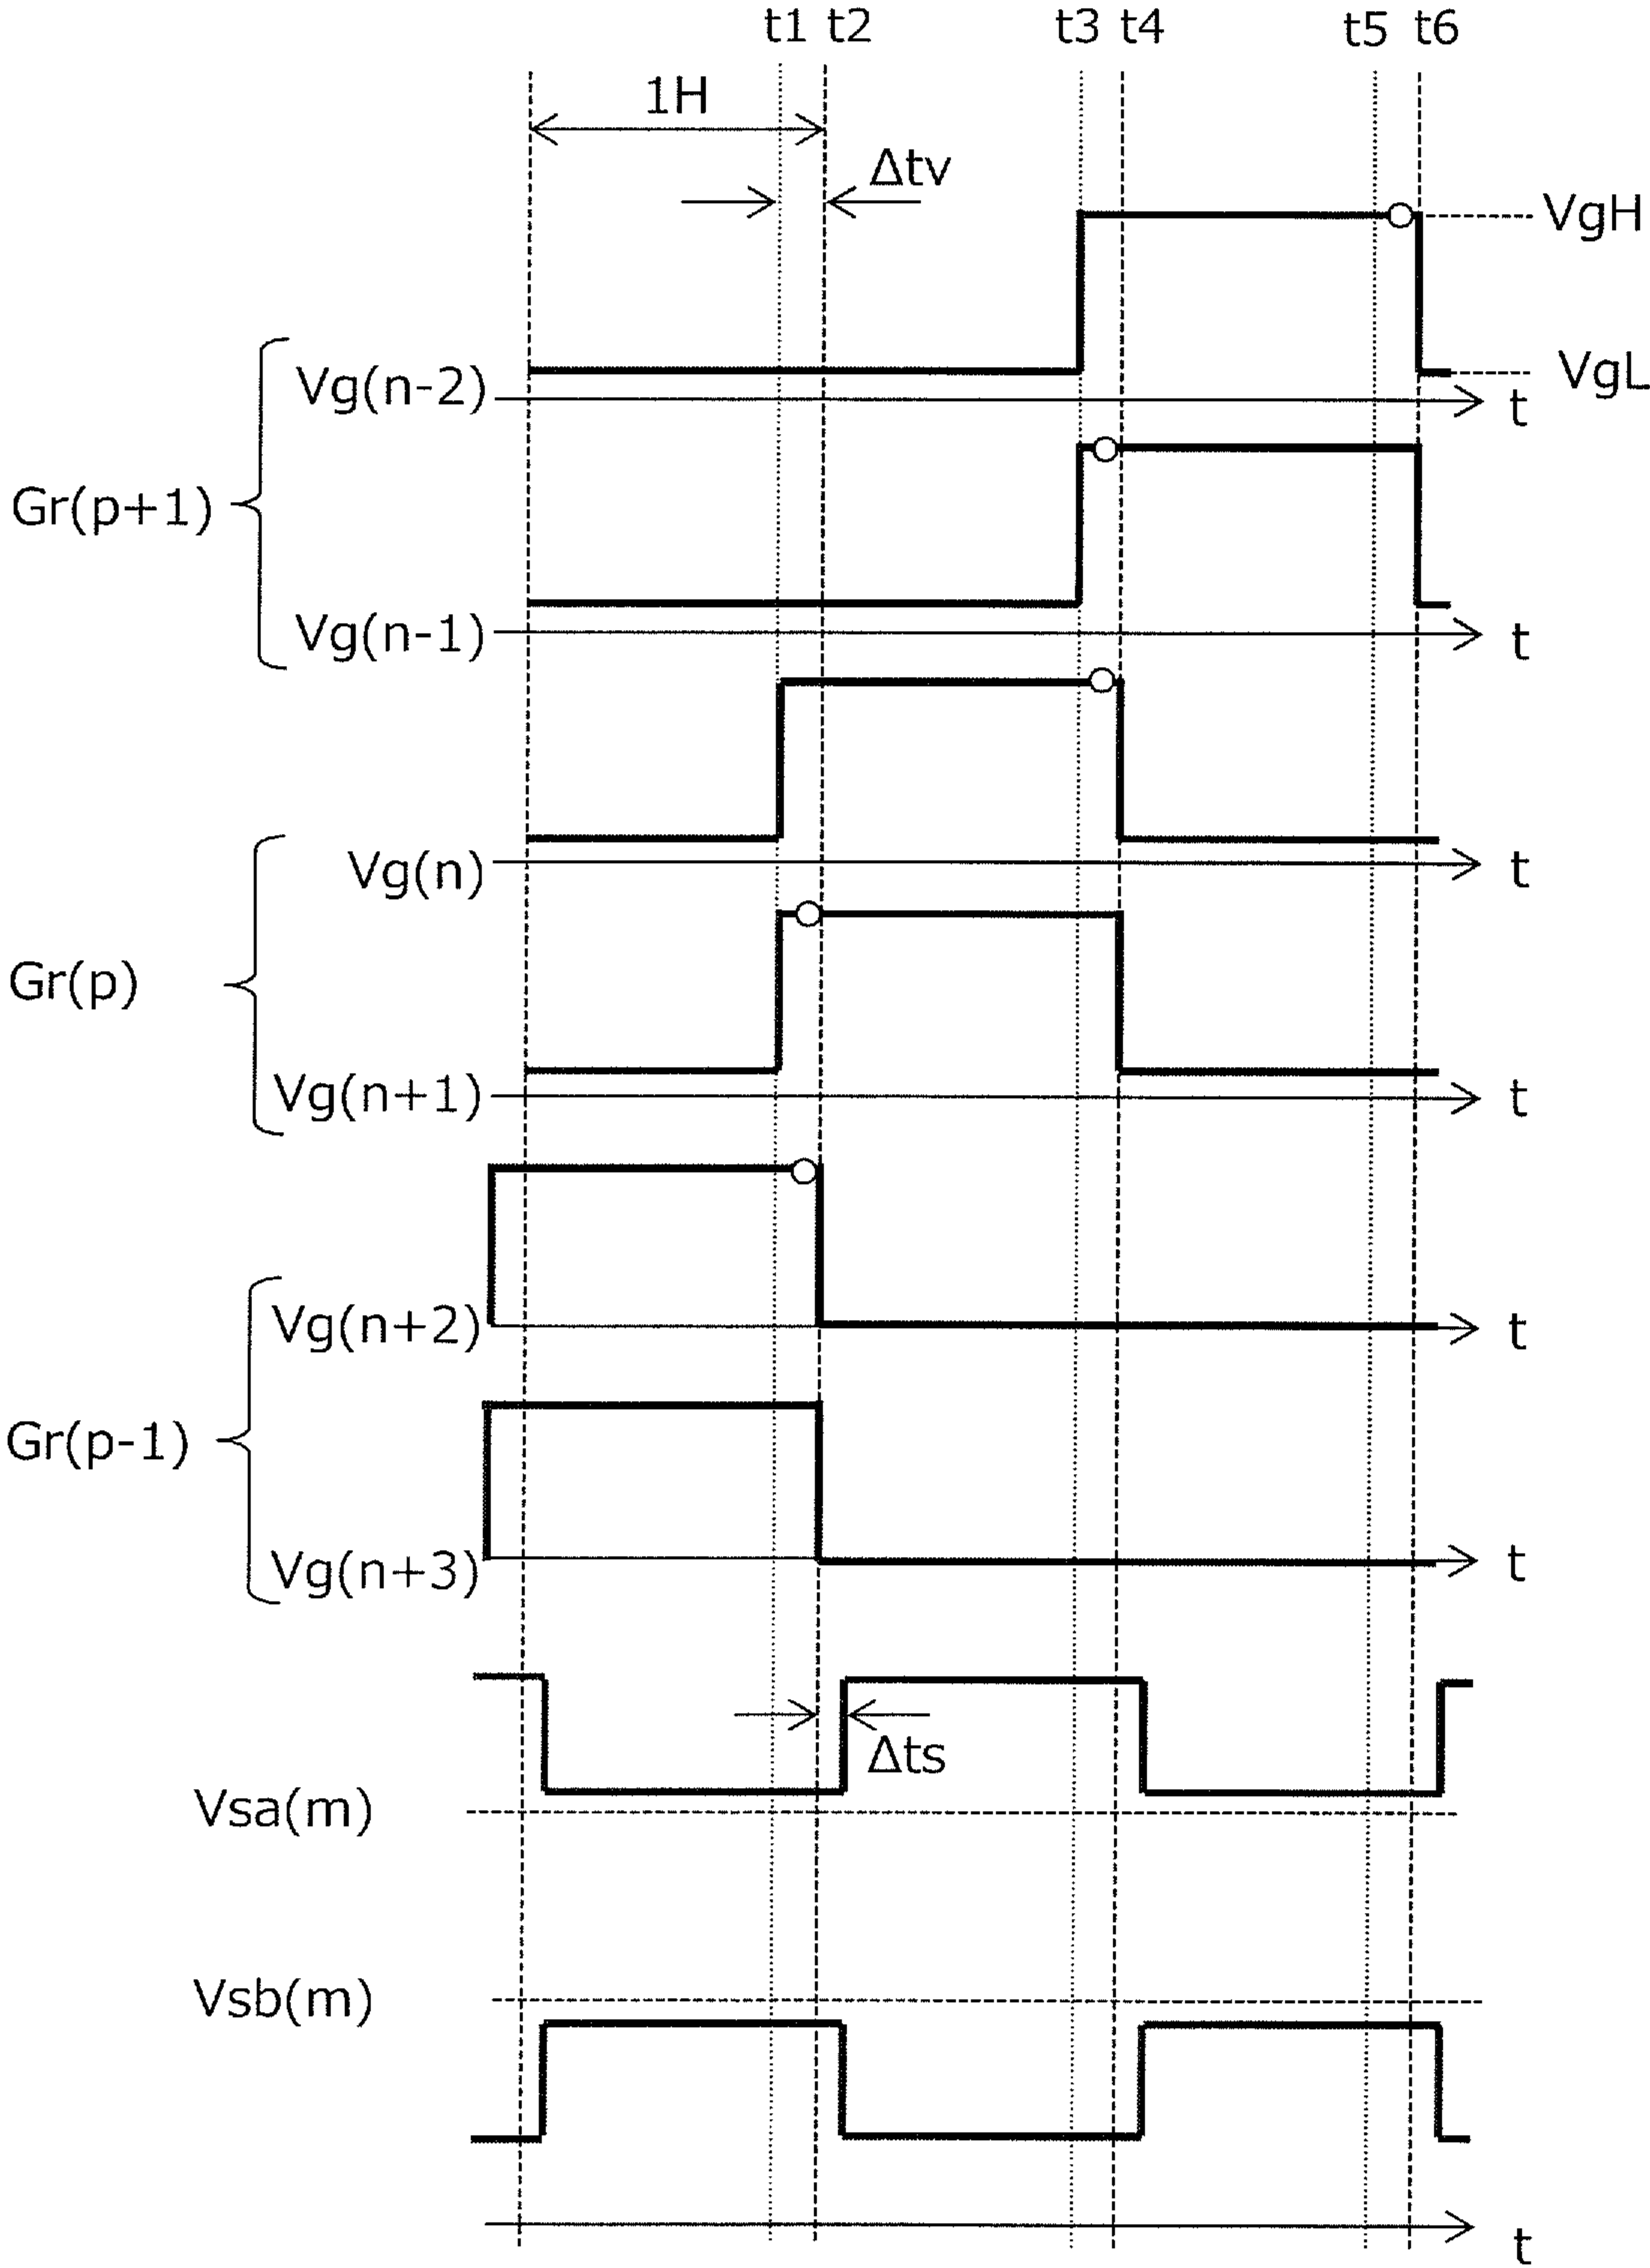 t1 t2 t3 t4 t5 t6
1H
Δtv
VgH
VgL
Vg(n-2)
t
Gr(p+1)
Vg(n-1)
t
Vg(n)
t
Gr(p)
Vg(n+1)
t
Vg(n+2)
t
Gr(p-1)
Vg(n+3)
t
Δts
Vsa(m)
Vsb(m)
t